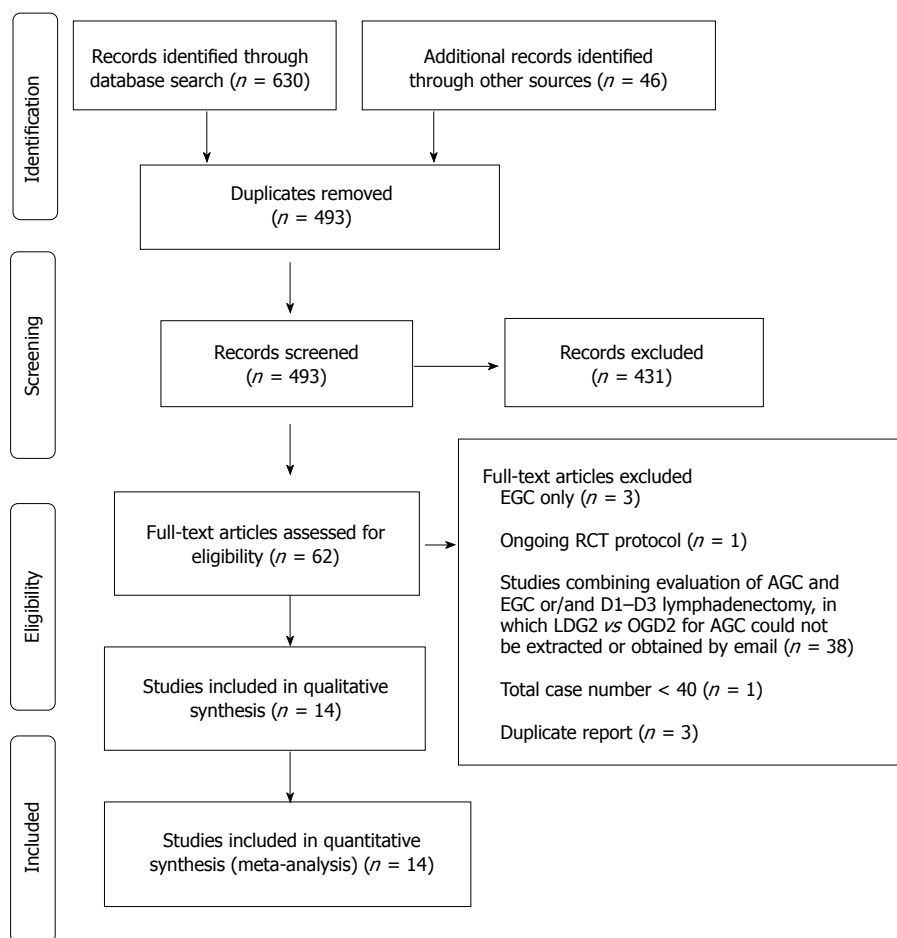 Identification
Records identified through
database search (n = 630)
Additional records identified
through other sources (n = 46)
Duplicates removed
(n = 493)
Screening
Records screened
(n = 493)
Records excluded
(n = 431)
Eligibility
Full-text articles assessed for
eligibility (n = 62)
Full-text articles excluded
EGC only (n = 3)
Ongoing RCT protocol (n = 1)
Studies combining evaluation of AGC and
EGC or/and D1–D3 lymphadenectomy, in
which LDG2 vs OGD2 for AGC could not
be extracted or obtained by email (n = 38)
Total case number < 40 (n = 1)
Duplicate report (n = 3)
Studies included in qualitative
synthesis (n = 14)
Included
Studies included in quantitative
synthesis (meta-analysis) (n = 14)